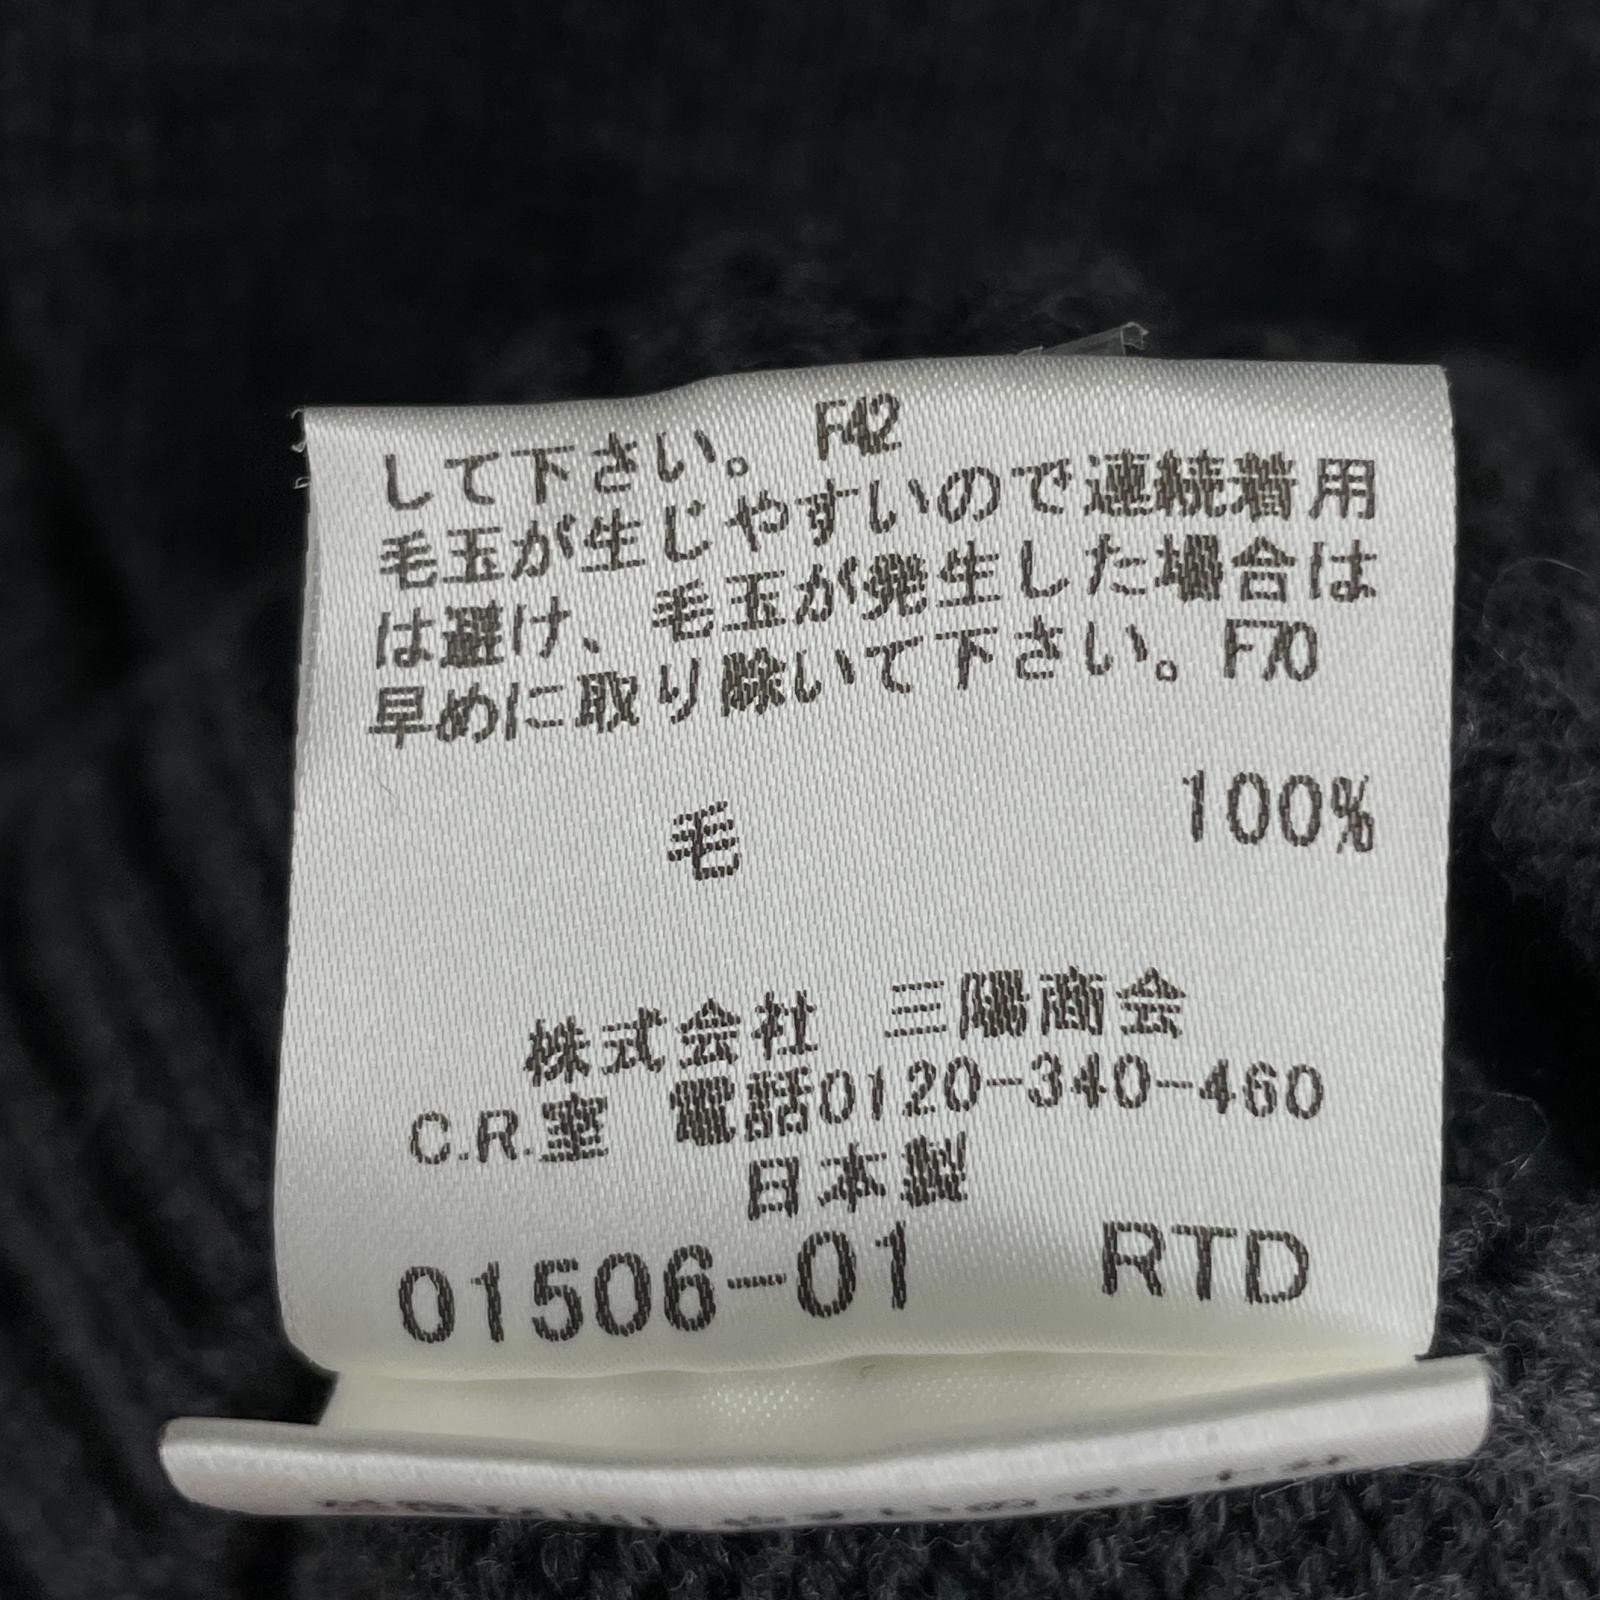 して下さい。 F42
毛玉が生じやすいので連続着用
は避け、毛玉が発生した場合は
早めに取り除いて下さい。F70
毛 100%
株式会社 三陽商会
C.R.室 電話0120-340-460
日本製
01506-01 RTD